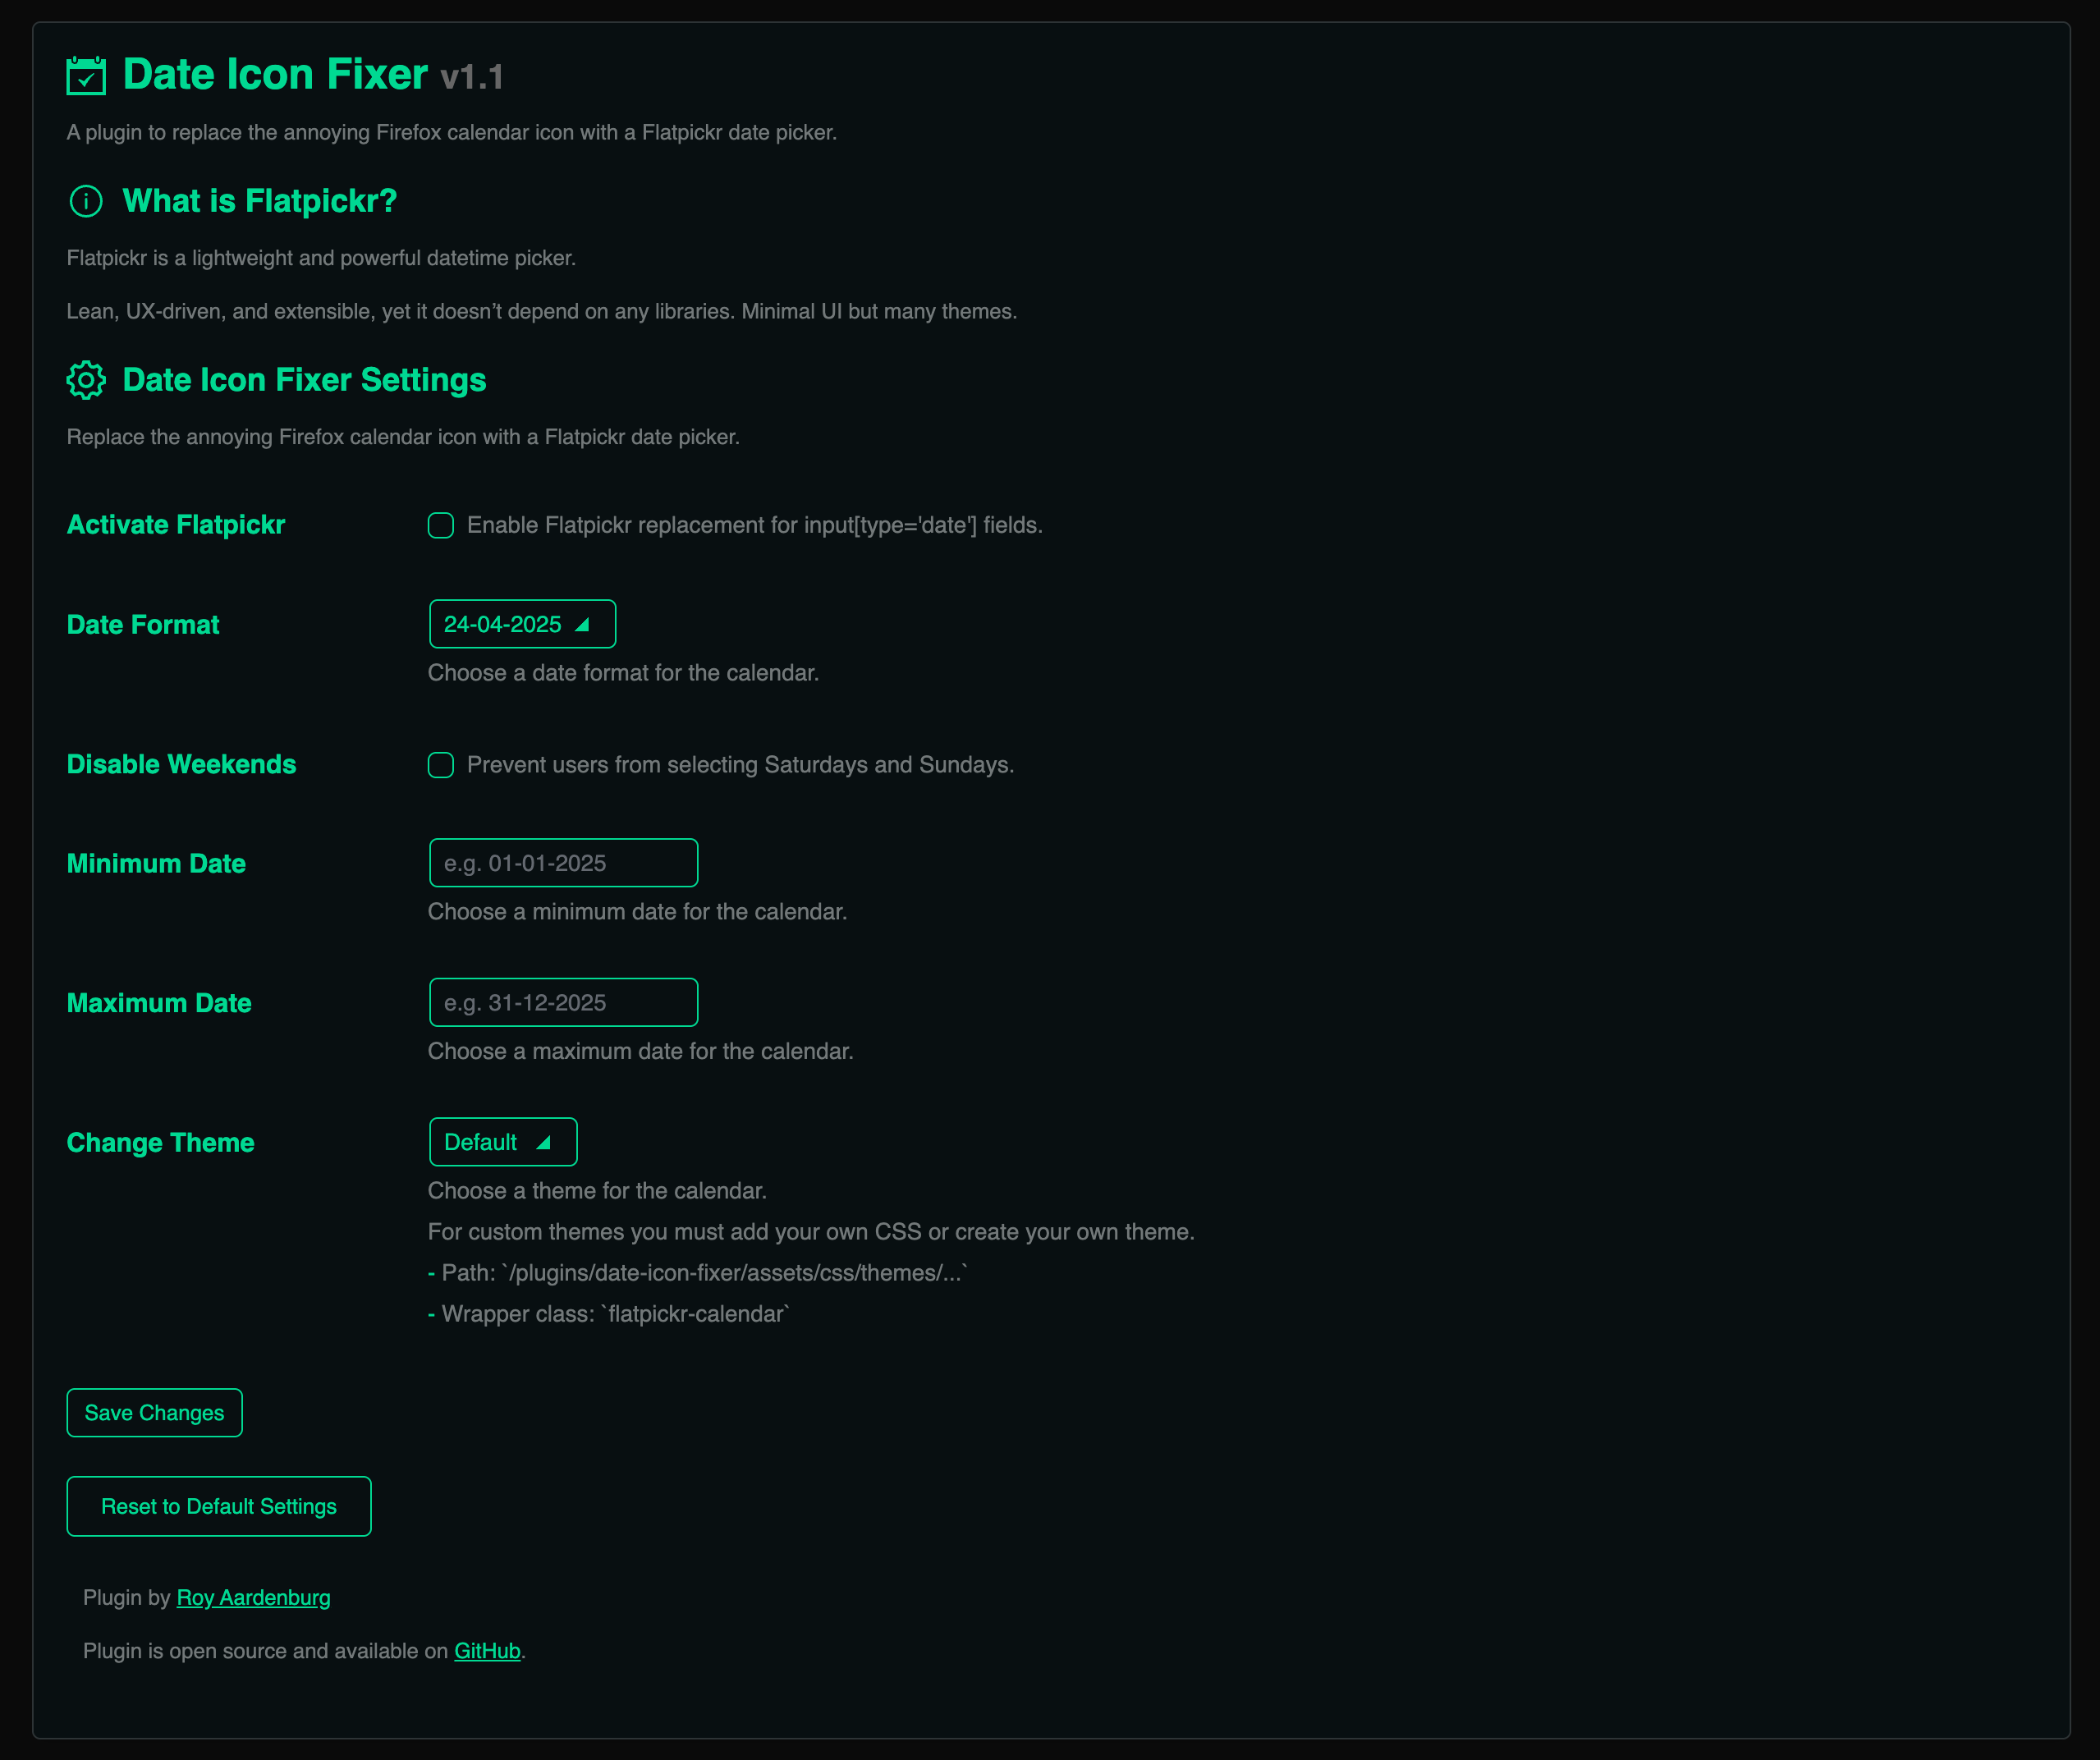 Date Icon Fixer v1.1
A plugin to replace the annoying Firefox calendar icon with a Flatpickr date picker.
What is Flatpickr?
Flatpickr is a lightweight and powerful datetime picker.
Lean, UX-driven, and extensible, yet it doesn’t depend on any libraries. Minimal UI but many themes.
Date Icon Fixer Settings
Replace the annoying Firefox calendar icon with a Flatpickr date picker.
Activate Flatpickr
Enable Flatpickr replacement for input[type='date'] fields.
Date Format
24-04-2025
Choose a date format for the calendar.
Disable Weekends
Prevent users from selecting Saturdays and Sundays.
Minimum Date
e.g. 01-01-2025
Choose a minimum date for the calendar.
Maximum Date
e.g. 31-12-2025
Choose a maximum date for the calendar.
Change Theme
Default
Choose a theme for the calendar.
For custom themes you must add your own CSS or create your own theme.
- Path: `/plugins/date-icon-fixer/assets/css/themes/...`
- Wrapper class: `flatpickr-calendar`
Save Changes
Reset to Default Settings
Plugin by Roy Aardenburg
Plugin is open source and available on GitHub.